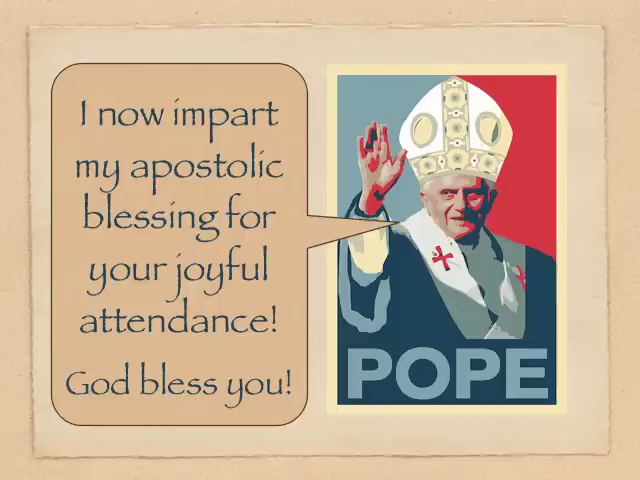 I now impart
my apostolic
blessing for
your joyful
attendance!
God bless you!
POPE